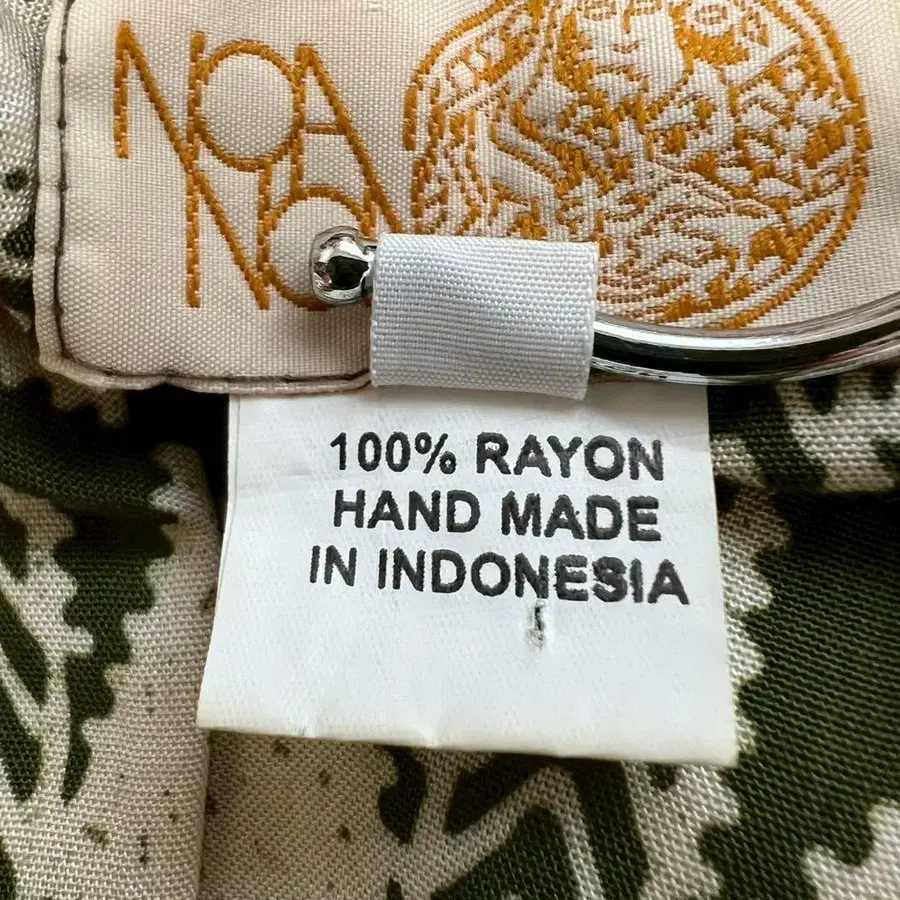 NOA
NOA
100% RAYON
HAND MADE
IN INDONESIA